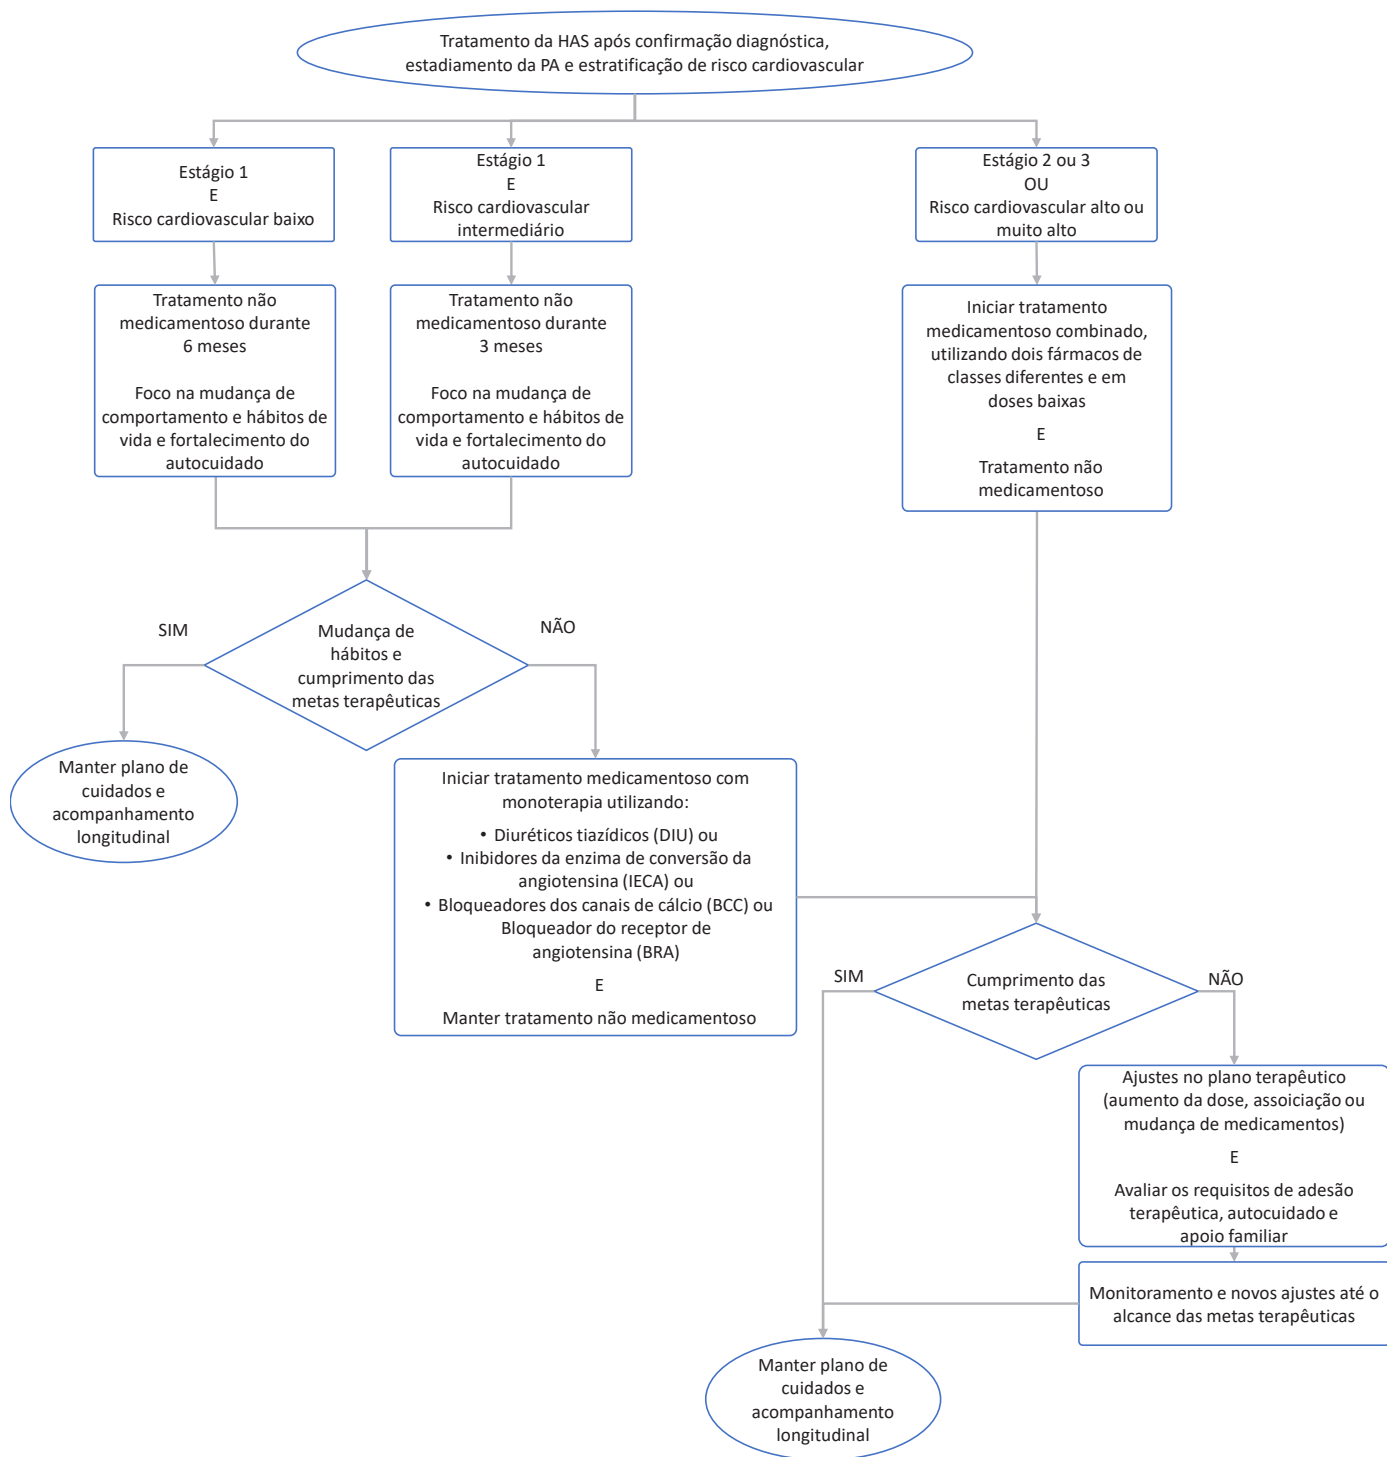 Tratamento da HAS após confirmação diagnóstica,
estadiamento da PA e estratificação de risco cardiovascular
Estágio 1
E
Risco cardiovascular baixo
Estágio 1
E
Risco cardiovascular
intermediário
Estágio 2 ou 3
OU
Risco cardiovascular alto ou
muito alto
Tratamento não
medicamentoso durante
6 meses
Foco na mudança de
comportamento e hábitos de
vida e fortalecimento do
autocuidado
Tratamento não
medicamentoso durante
3 meses
Foco na mudança de
comportamento e hábitos de
vida e fortalecimento do
autocuidado
Iniciar tratamento
medicamentoso combinado,
utilizando dois fármacos de
classes diferentes e em
doses baixas
E
Tratamento não
medicamentoso
SIM
Mudança de
hábitos e
cumprimento das
metas terapêuticas
NÃO
Manter plano de
cuidados e
acompanhamento
longitudinal
Iniciar tratamento medicamentoso com
monoterapia utilizando:
• Diuréticos tiazídicos (DIU) ou
• Inibidores da enzima de conversão da
angiotensina (IECA) ou
• Bloqueadores dos canais de cálcio (BCC) ou
Bloqueador do receptor de
angiotensina (BRA)
E
Manter tratamento não medicamentoso
SIM
Cumprimento das
metas terapêuticas
NÃO
Ajustes no plano terapêutico
(aumento da dose, assoiciação ou
mudança de medicamentos)
E
Avaliar os requisitos de adesão
terapêutica, autocuidado e
apoio familiar
Monitoramento e novos ajustes até o
alcance das metas terapêuticas
Manter plano de
cuidados e
acompanhamento
longitudinal